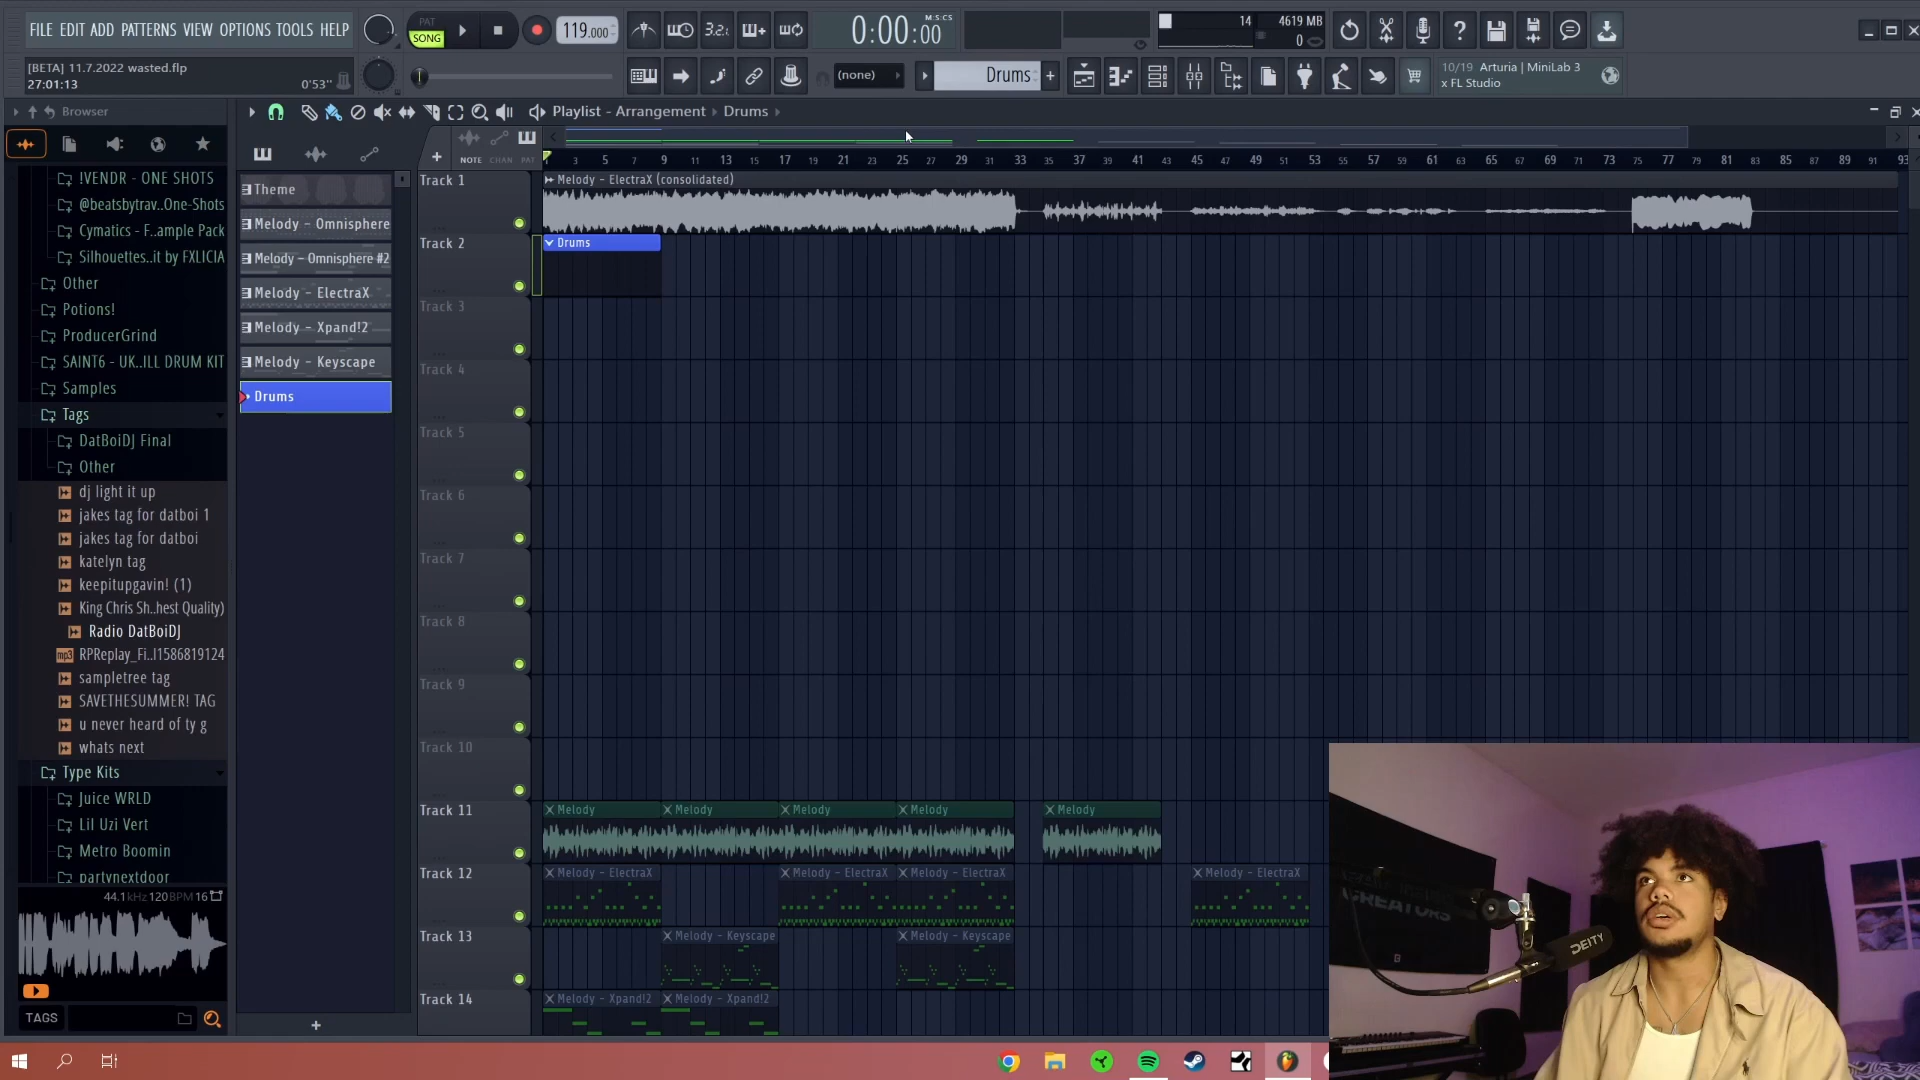 FILE EDIT ADD PATTERNS VIEW OPTIONS TOOLS HELP
PAT
SONG
119.000
3.2.
0:00:00
M:S:CS
14
4619 MB
0
[BETA] 11.7.2022 wasted.flp
27:01:13
0'53''
(none)
Drums
10/19 Arturia | MiniLab 3
x FL Studio
Browser
Playlist - Arrangement
Drums
NOTE CHAN PAT
3 5 7 9 11 13 15 17 19 21 23 25 27 29 31 33 35 37 39 41 43 45 47 49 51 53 55 57 59 61 63 65 67 69 71 73 75 77 79 81 83 85 87 89 91 93
!VENDR - ONE SHOTS
@beatsbytrav..One-Shots
Cymatics - F..ample Pack
Silhouettes..it by FXLICIA
Other
Potions!
ProducerGrind
SAINT6 - UK..ILL DRUM KIT
Samples
Tags
DatBoiDJ Final
Other
dj light it up
jakes tag for datboi 1
jakes tag for datboi
katelyn tag
keepitupgavin! (1)
King Chris Sh..hest Quality)
Radio DatBoiDJ
mp3
RPReplay_Fi..l1586819124
sampletree tag
SAVETHESUMMER! TAG
u never heard of ty g
whats next
Type Kits
Juice WRLD
Lil Uzi Vert
Metro Boomin
partynextdoor
44.1kHz 120 BPM 16
TAGS
Theme
Melody - Omnisphere
Melody - Omnisphere #2
Melody - ElectraX
Melody - Xpand!2
Melody - Keyscape
Drums
Track 1
Melody - ElectraX (consolidated)
Track 2
Drums
Track 3
Track 4
Track 5
Track 6
Track 7
Track 8
Track 9
Track 10
Track 11
Melody
Melody
Melody
Melody
Melody
Track 12
Melody - ElectraX
Melody - ElectraX
Melody - ElectraX
Melody - ElectraX
Track 13
Melody - Keyscape
Melody - Keyscape
Track 14
Melody - Xpand!2
Melody - Xpand!2
CREATORS
DEITY